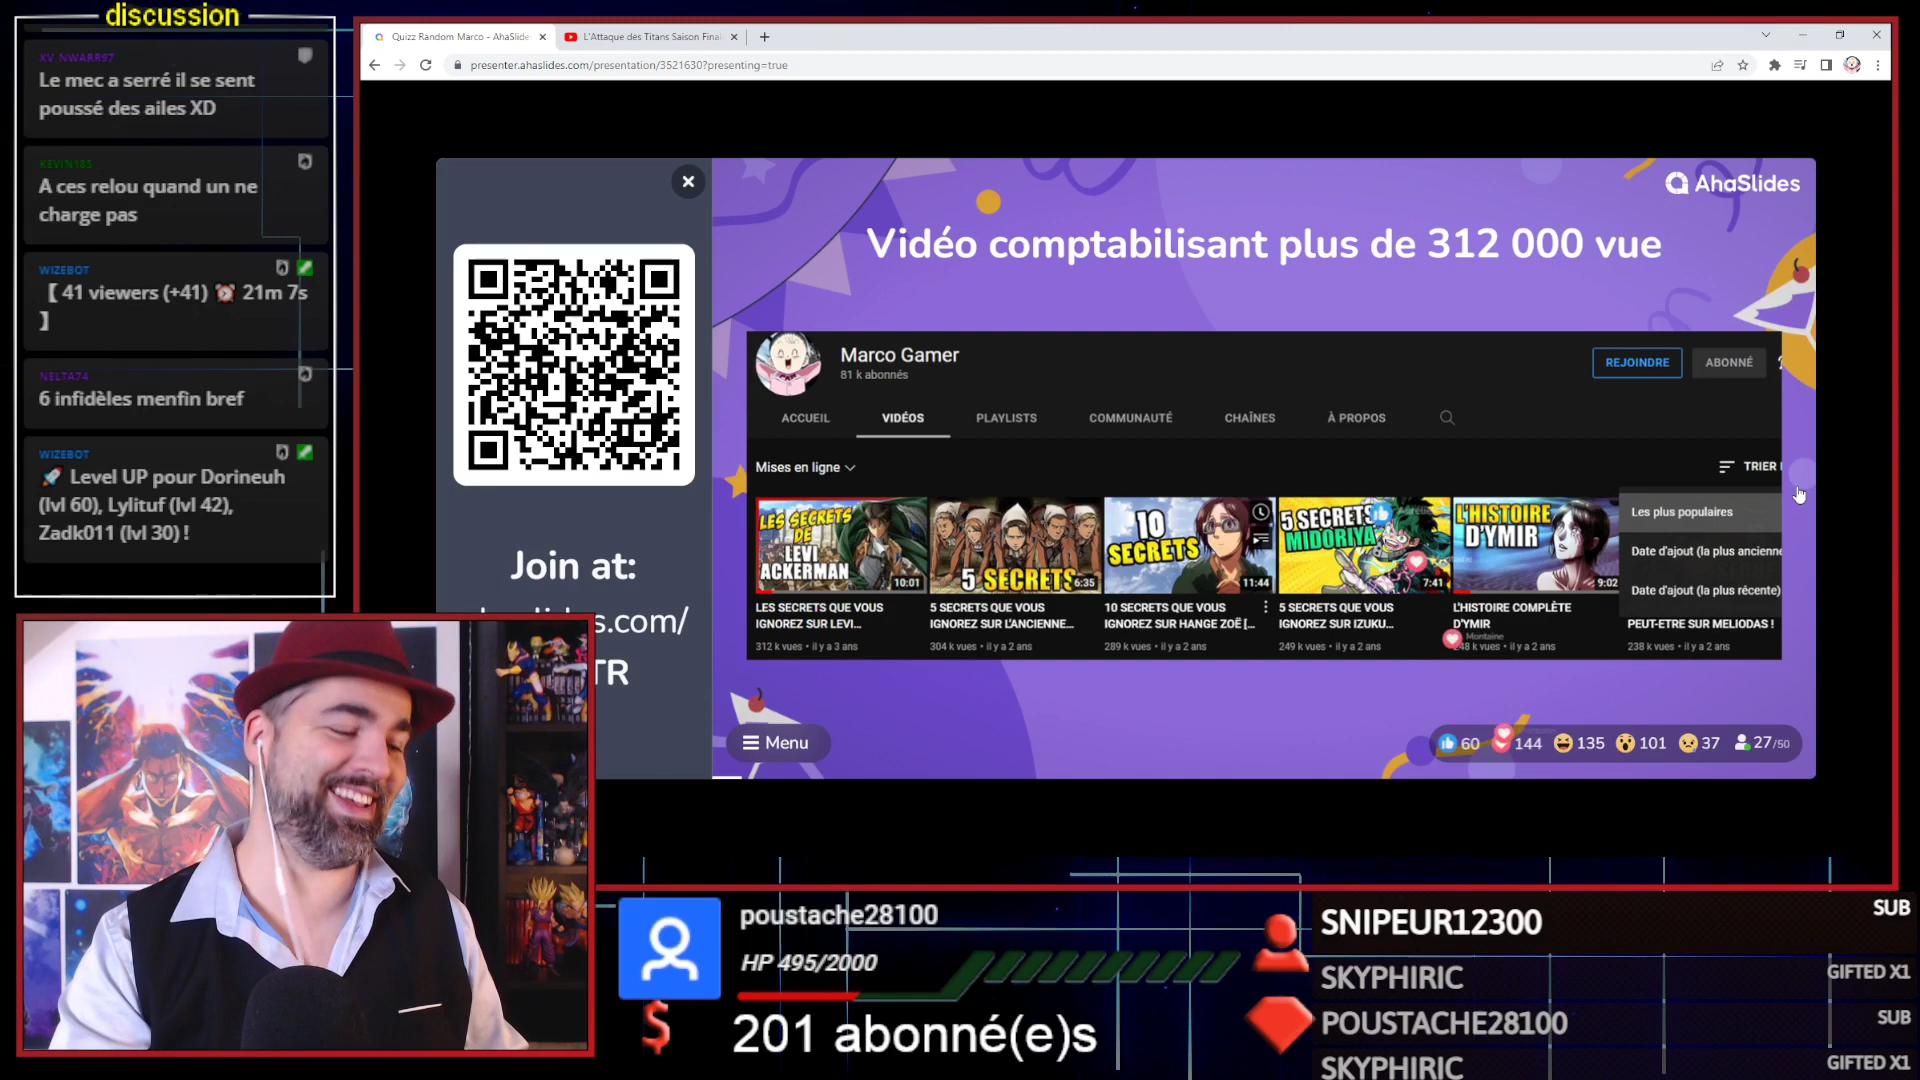 discussion
XV_NWARR97
Le mec a serré il se sent
poussé des ailes XD
KEVIN185
A ces relou quand un ne
charge pas
WIZEBOT
[ 41 viewers (+41) ⏰ 21m 7s
]
NELTA74
6 infidèles menfin bref
WIZEBOT
🚀 Level UP pour Dorineuh
(lvl 60), Lylituf (lvl 42),
Zadk011 (lvl 30) !
Quizz Random Marco - AhaSlide
L'Attaque des Titans Saison Final
presenter.ahaslides.com/presentation/3521630?presenting=true
Join at:
s.com/
TR
AhaSlides
Vidéo comptabilisant plus de 312 000 vue
Marco Gamer
81 k abonnés
REJOINDRE
ABONNÉ
ACCUEIL VIDÉOS PLAYLISTS COMMUNAUTÉ CHAÎNES À PROPOS
Mises en ligne
TRIER
Les plus populaires
Date d'ajout (la plus ancienne
Date d'ajout (la plus récente)
LES SECRETS
DE
LEVI
ACKERMAN
10:01
5 SECRETS
6:35
10
SECRETS
11:44
5 SECRETS
MIDORIYA
7:41
L'HISTOIRE
D'YMIR
9:02
LES SECRETS QUE VOUS
IGNOREZ SUR LEVI...
312 k vues • il y a 3 ans
5 SECRETS QUE VOUS
IGNOREZ SUR L'ANCIENNE...
304 k vues • il y a 2 ans
10 SECRETS QUE VOUS
IGNOREZ SUR HANGE ZOË [...
289 k vues • il y a 2 ans
5 SECRETS QUE VOUS
IGNOREZ SUR IZUKU...
249 k vues • il y a 2 ans
L'HISTOIRE COMPLÈTE
D'YMIR
Montaine
48 k vues • il y a 2 ans
PEUT-ETRE SUR MELIODAS !
238 k vues • il y a 2 ans
Menu
60 144 135 101 37 27/50
poustache28100
HP 495/2000
201 abonné(e)s
SNIPEUR12300 SUB
SKYPHIRIC GIFTED X1
POUSTACHE28100 SUB
SKYPHIRIC GIFTED X1